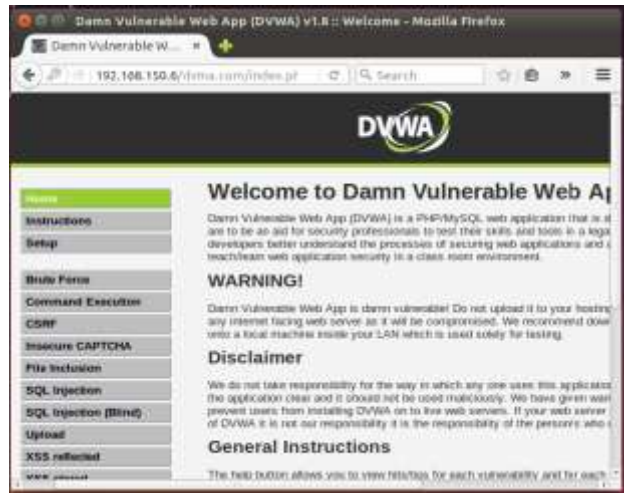 Damn Vulnerable Web App (DVWA) v1.8 :: Welcome - Mozilla Firefox
Damn Vulnerable W...
192.168.150.6/dvwa.com/index.p
Search
DVWA
Home
Instructions
Setup
Brute Force
Command Execution
CSRF
Insecure CAPTCHA
File Inclusion
SQL Injection
SQL Injection (Blind)
Upload
XSS reflected
XSS stored
Welcome to Damn Vulnerable Web Ap
Damn Vulnerable Web App (DVWA) is a PHP/MySQL web application that is d
are to be an aid for security professionals to test their skills and tools in a lega
developers better understand the processes of securing web applications and
teach/learn web application security in a class room environment.
WARNING!
Damn Vulnerable Web App is damn vulnerable! Do not upload it to your hosting
any internet facing web server as it will be compromised. We recommend dow
onto a local machine inside your LAN which is used solely for testing.
Disclaimer
We do not take responsibility for the way in which any one uses this application
the application clear and it should not be used maliciously. We have given warn
prevent users from installing DVWA on to live web servers. If your web server
of DVWA it is not our responsibility it is the responsibility of the person/s who
General Instructions
The help button allows you to view hits/tips for each vulnerability and for each